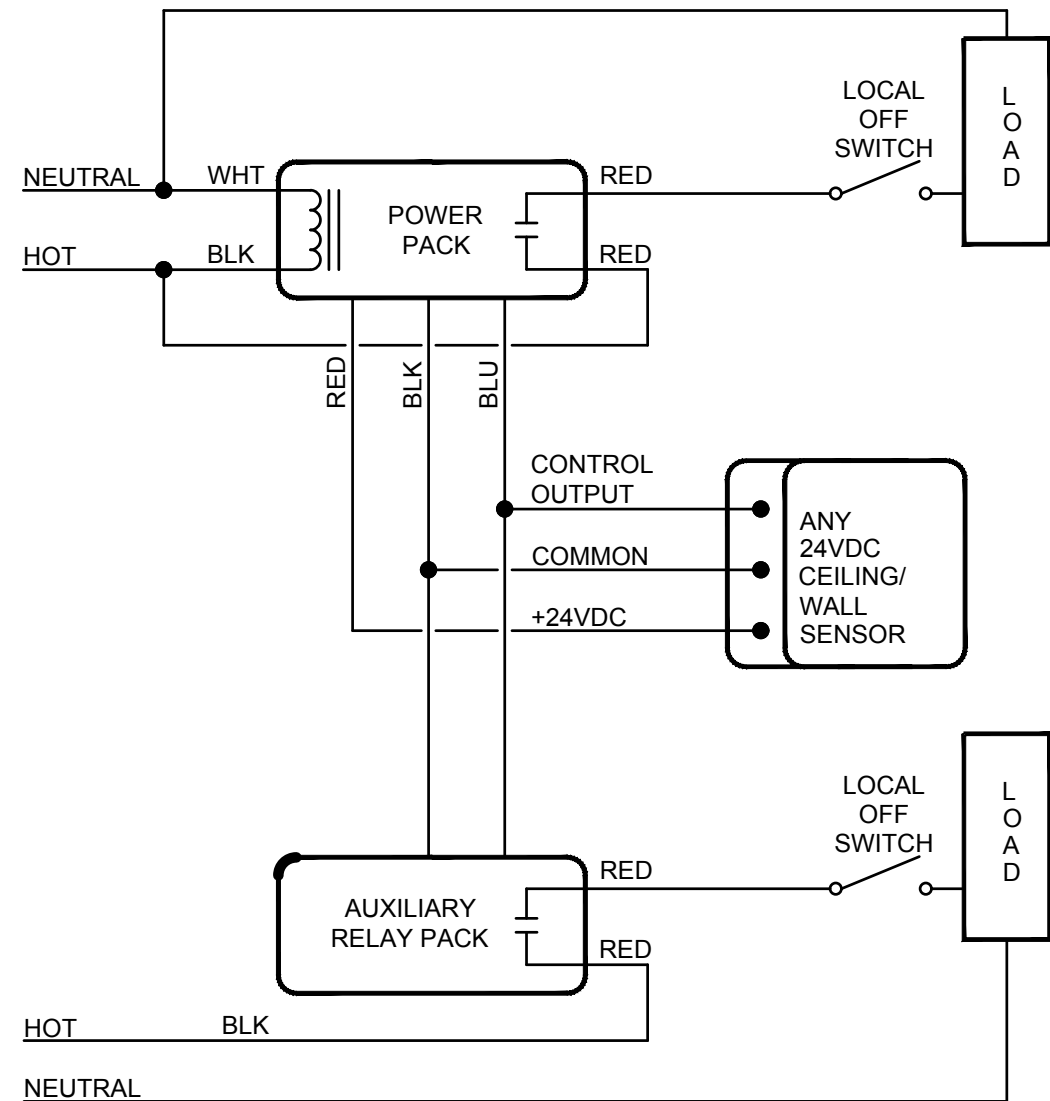 LOCAL
OFF
SWITCH
L
O
A
D
NEUTRAL
WHT
RED
POWER
PACK
HOT
BLK
RED
RED
BLK
BLU
CONTROL
OUTPUT
COMMON
+24VDC
ANY
24VDC
CEILING/
WALL
SENSOR
LOCAL
OFF
SWITCH
L
O
A
D
RED
AUXILIARY
RELAY PACK
RED
HOT
BLK
NEUTRAL